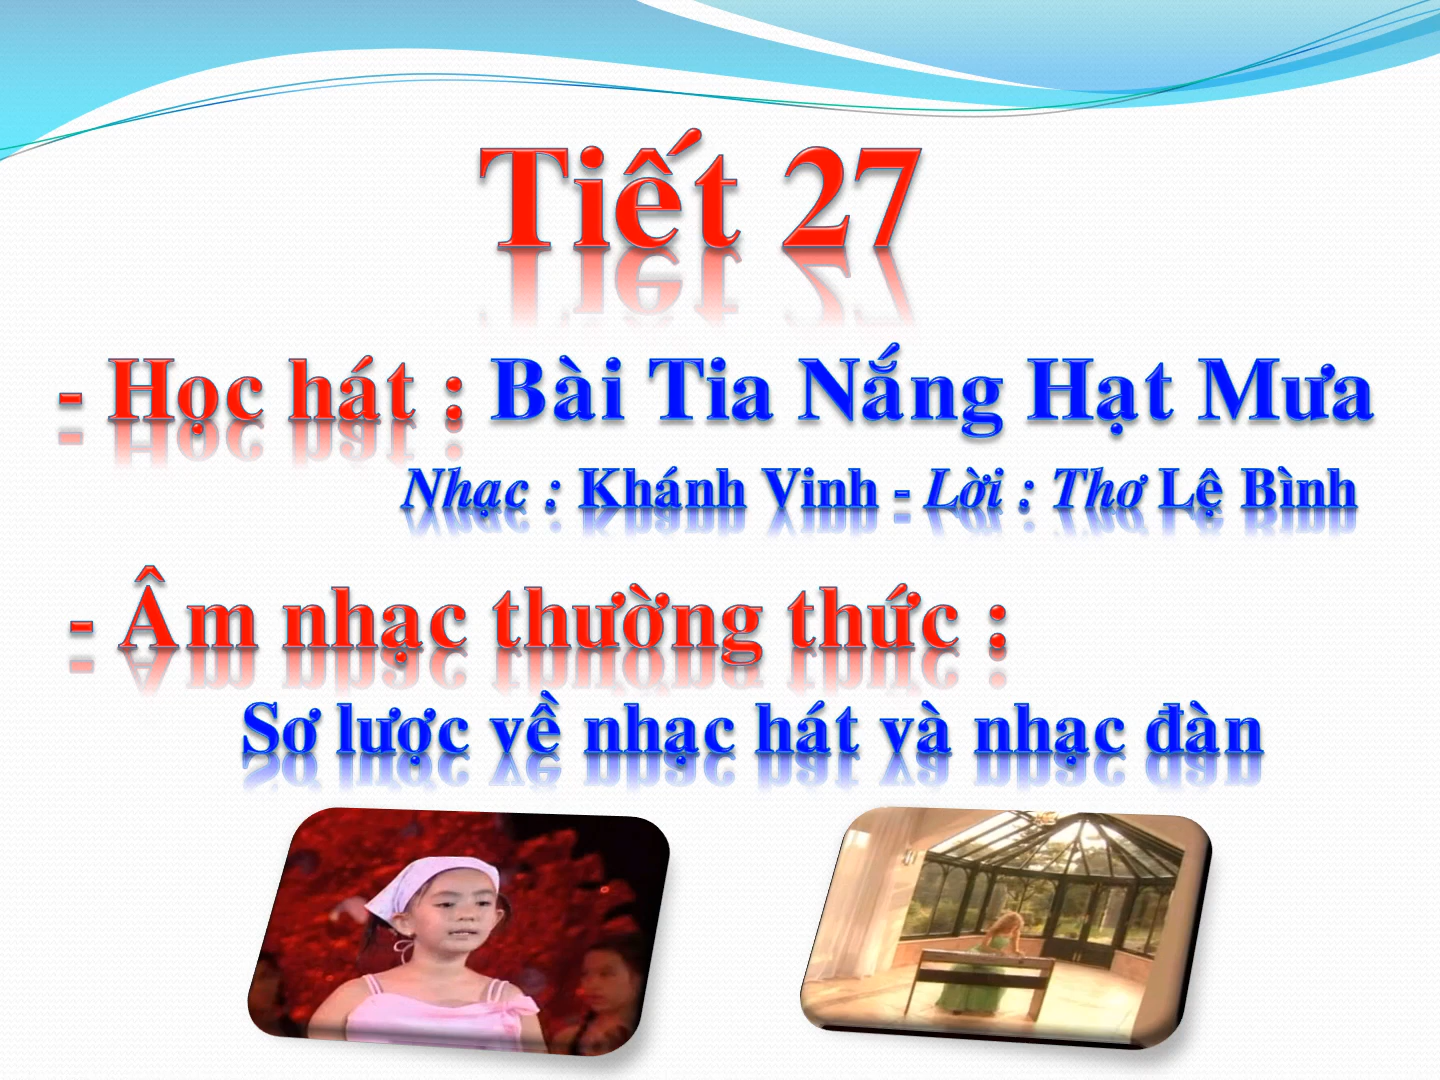 Tiết 27
- Học hát : Bài Tia Nắng Hạt Mưa
Nhạc : Khánh Vinh - Lời : Thơ Lệ Bình
- Âm nhạc thường thức :
Sơ lược về nhạc hát và nhạc đàn